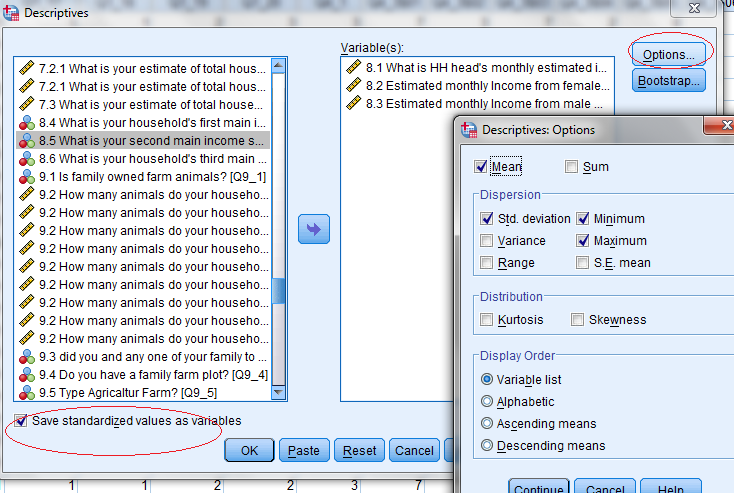 Descriptives
Variable(s):
7.2.1 What is your estimate of total hous...
7.2.1 What is your estimate of total hous...
7.3 What is your estimate of total house...
8.4 What is your household's first main i...
8.5 What is your second main income s...
8.6 What is your household's third main ...
9.1 Is family owned farm animals? [Q9_1]
9.2 How many animals do your househo...
9.2 How many animals do your househo...
9.2 How many animals do your househo...
9.2 How many animals do your househo...
9.2 How many animals do your househo...
9.2 How many animals do your househo...
9.2 How many animals do your househo...
9.2 How many animals do your househo...
9.2 How many animals do your househo...
9.3 did you and any one of your family to ...
9.4 Do you have a family farm plot? [Q9_4]
9.5 Type Agricaltur Farm? [Q9_5]
8.1 What is HH head's monthly estimated i...
8.2 Estimated monthly Income from female...
8.3 Estimated monthly Income from male ...
Options...
Bootstrap...
Save standardized values as variables
OK
Paste
Reset
Cancel
Descriptives: Options
Mean
Sum
Dispersion
Std. deviation
Minimum
Variance
Maximum
Range
S.E. mean
Distribution
Kurtosis
Skewness
Display Order
Variable list
Alphabetic
Ascending means
Descending means
Continue
Cancel
Help
1 1 2 2 3 7